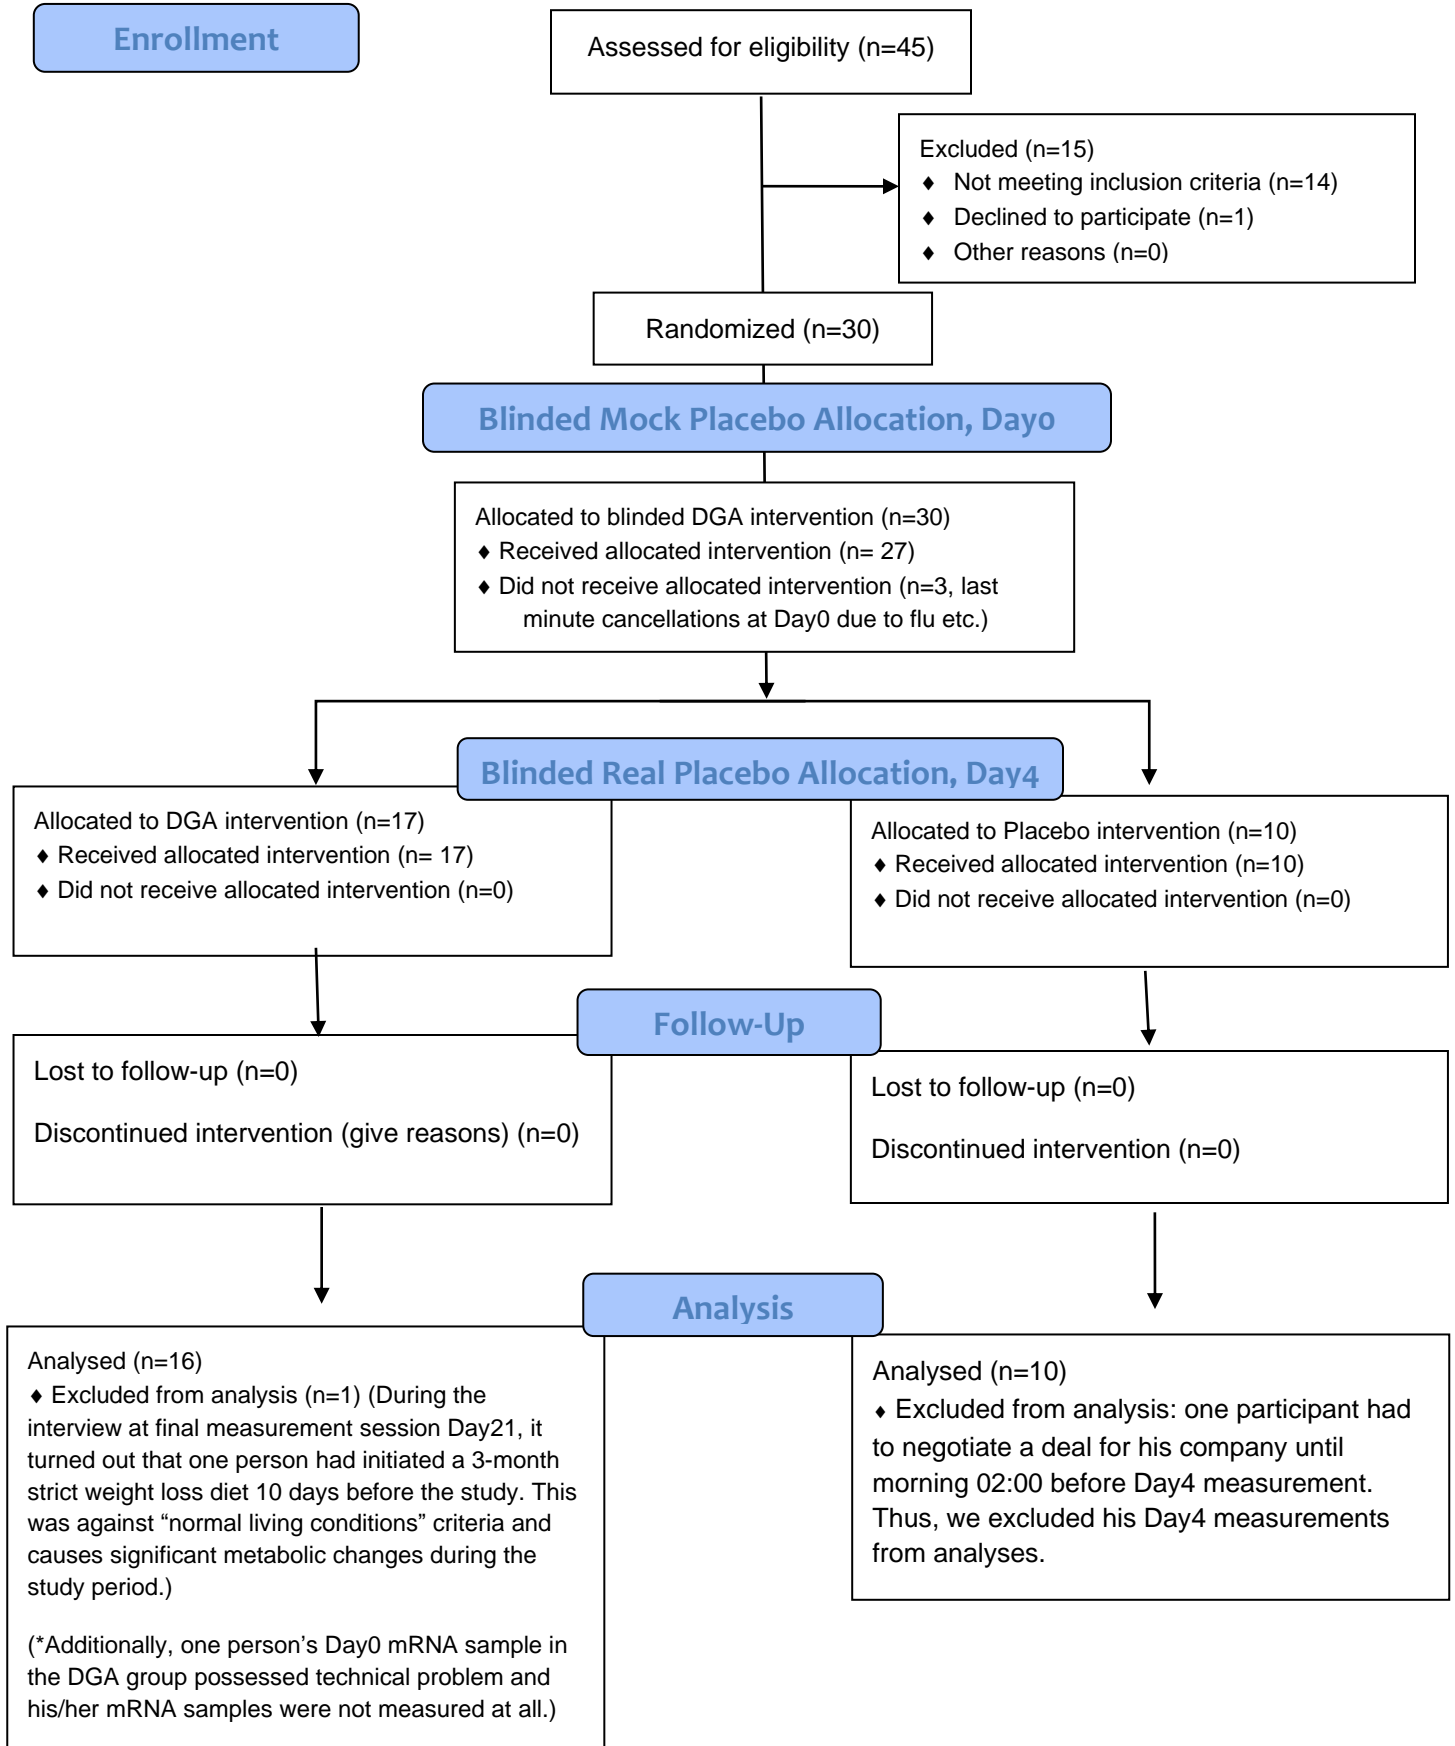 Enrollment
Assessed for eligibility (n=45)
Excluded (n=15)
♦ Not meeting inclusion criteria (n=14)
♦ Declined to participate (n=1)
♦ Other reasons (n=0)
Randomized (n=30)
Blinded Mock Placebo Allocation, Day0
Allocated to blinded DGA intervention (n=30)
♦ Received allocated intervention (n= 27)
♦ Did not receive allocated intervention (n=3, last
minute cancellations at Day0 due to flu etc.)
Blinded Real Placebo Allocation, Day4
Allocated to DGA intervention (n=17)
♦ Received allocated intervention (n= 17)
♦ Did not receive allocated intervention (n=0)
Allocated to Placebo intervention (n=10)
♦ Received allocated intervention (n=10)
♦ Did not receive allocated intervention (n=0)
Follow-Up
Lost to follow-up (n=0)
Discontinued intervention (give reasons) (n=0)
Lost to follow-up (n=0)
Discontinued intervention (n=0)
Analysis
Analysed (n=16)
♦ Excluded from analysis (n=1) (During the
interview at final measurement session Day21, it
turned out that one person had initiated a 3-month
strict weight loss diet 10 days before the study. This
was against “normal living conditions” criteria and
causes significant metabolic changes during the
study period.)
(*Additionally, one person’s Day0 mRNA sample in
the DGA group possessed technical problem and
his/her mRNA samples were not measured at all.)
Analysed (n=10)
♦ Excluded from analysis: one participant had
to negotiate a deal for his company until
morning 02:00 before Day4 measurement.
Thus, we excluded his Day4 measurements
from analyses.